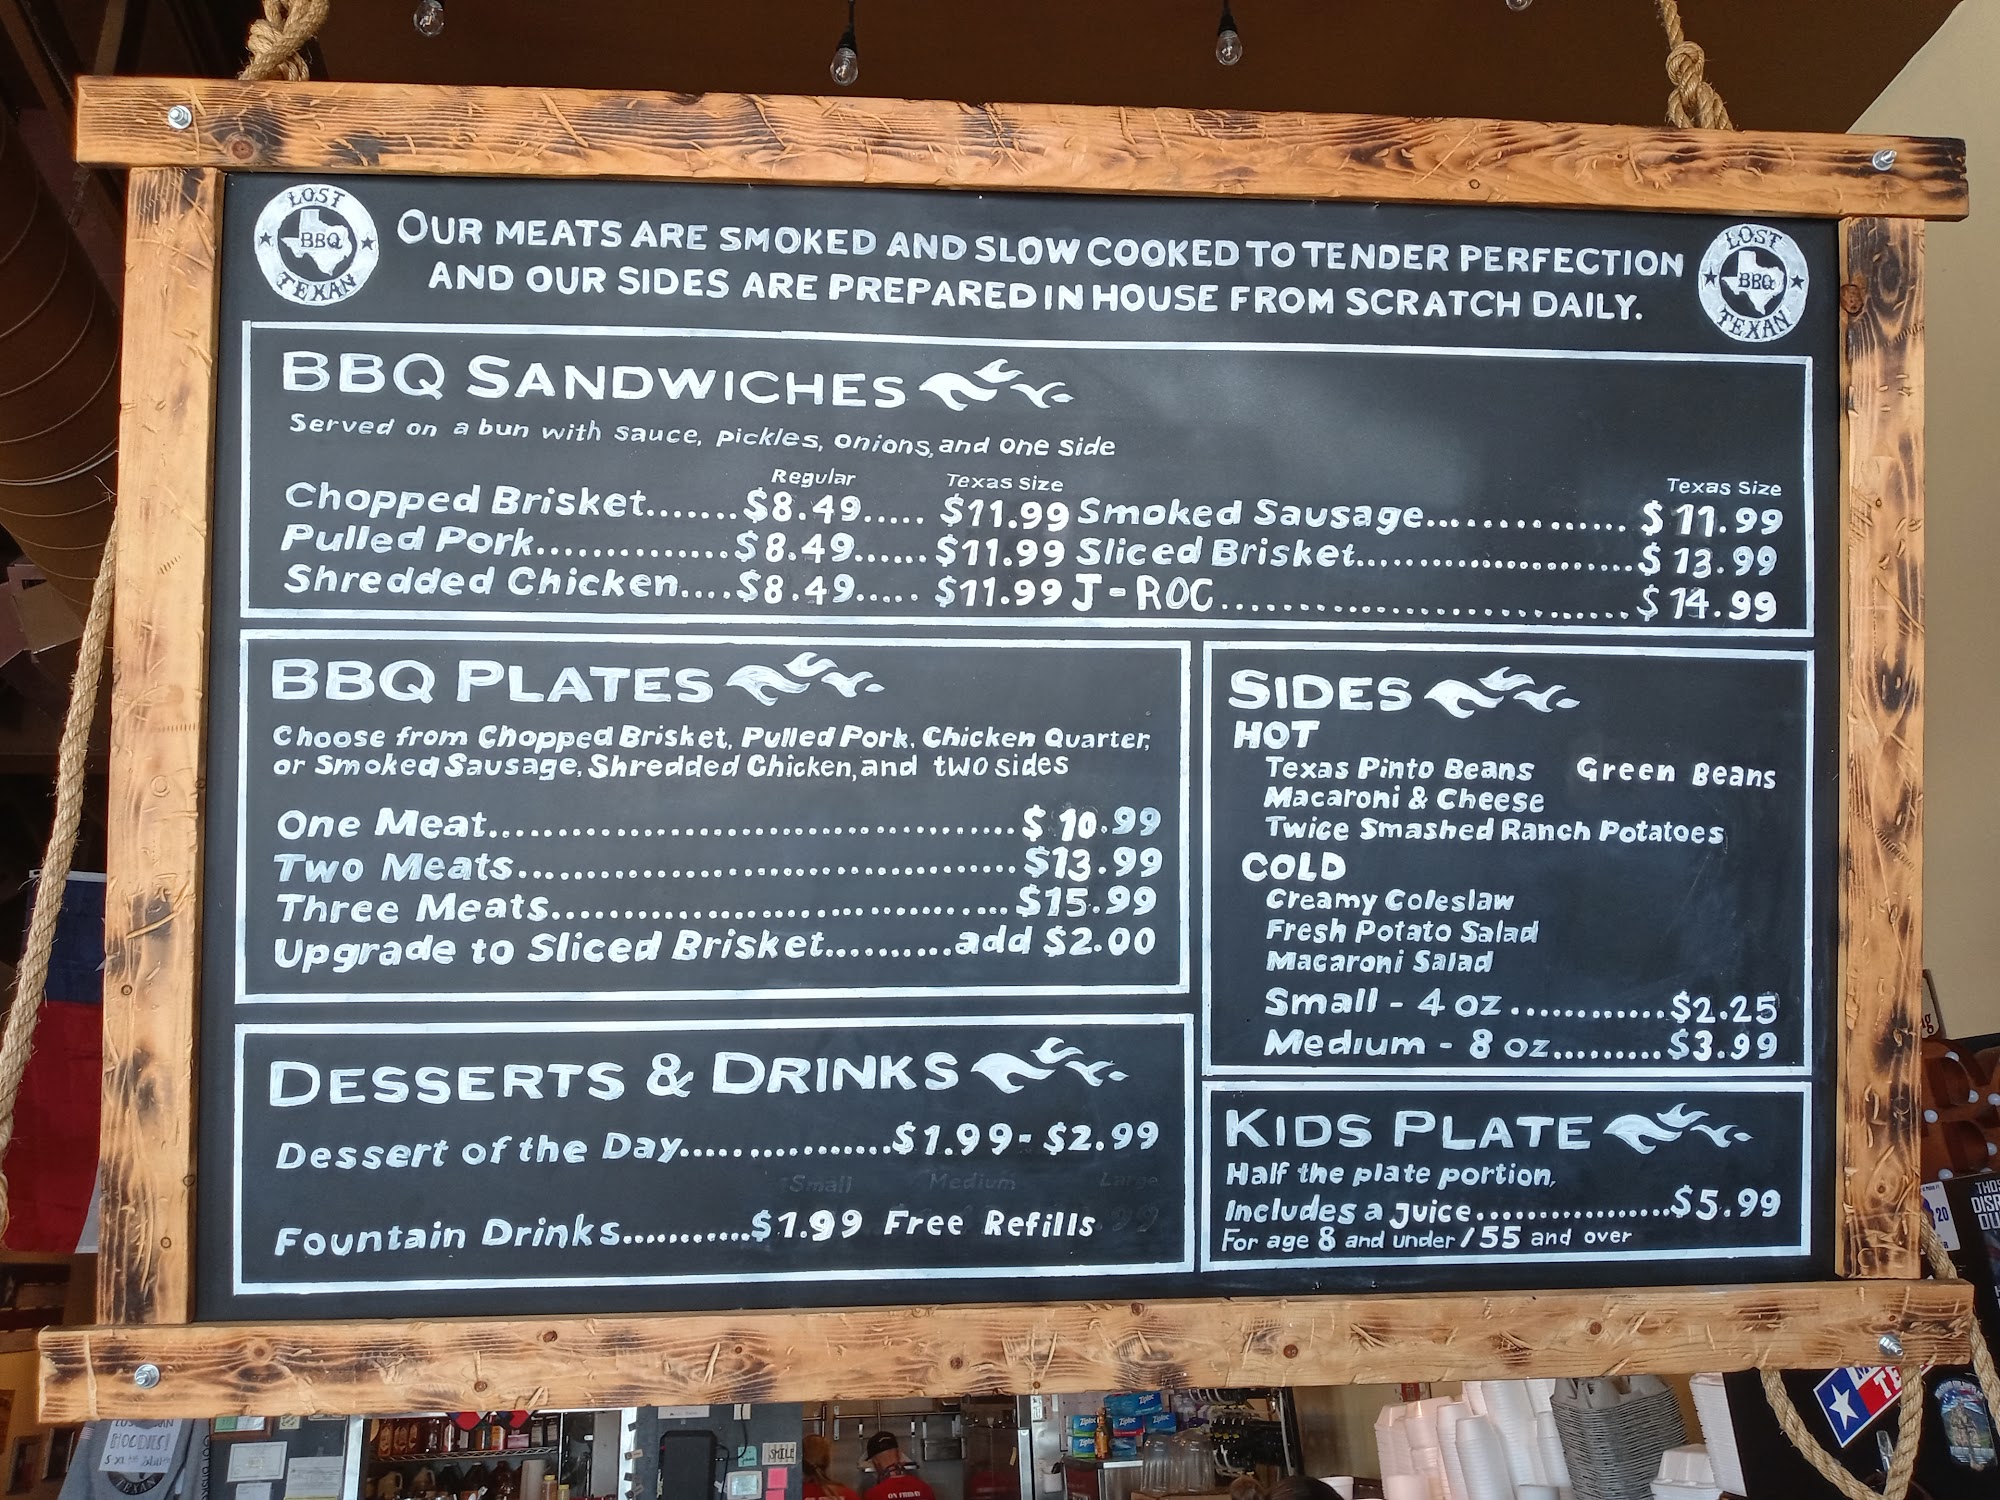 LOST BBQ TEXAN
OUR MEATS ARE SMOKED AND SLOW COOKED TO TENDER PERFECTION
AND OUR SIDES ARE PREPARED IN HOUSE FROM SCRATCH DAILY.
LOST BBQ TEXAN
BBQ SANDWICHES
Served on a bun with sauce, pickles, onions, and one side
Regular Texas Size Texas Size
Chopped Brisket.......$8.49..... $11.99 Smoked Sausage............... $11.99
Pulled Pork..............$8.49......$11.99 Sliced Brisket.....................$13.99
Shredded Chicken....$8.49..... $11.99 J-ROC..............................$14.99
BBQ PLATES
Choose from Chopped Brisket, Pulled Pork, Chicken Quarter,
or Smoked Sausage, Shredded Chicken, and two sides
One Meat......................................$10.99
Two Meats....................................$13.99
Three Meats.................................$15.99
Upgrade to Sliced Brisket..........add $2.00
SIDES
HOT
Texas Pinto Beans Green Beans
Macaroni & Cheese
Twice Smashed Ranch Potatoes
COLD
Creamy Coleslaw
Fresh Potato Salad
Macaroni Salad
Small - 4 oz............$2.25
Medium - 8 oz..........$3.99
DESSERTS & DRINKS
Dessert of the Day................$1.99-$2.99
Small Medium Large
Fountain Drinks...........$1.99 Free Refills .99
KIDS PLATE
Half the plate portion,
Includes a juice..................$5.99
For age 8 and under/55 and over
HOODIES!
SMILE
Ziploc
Ziploc
Ziploc
ON FRIDAY
20